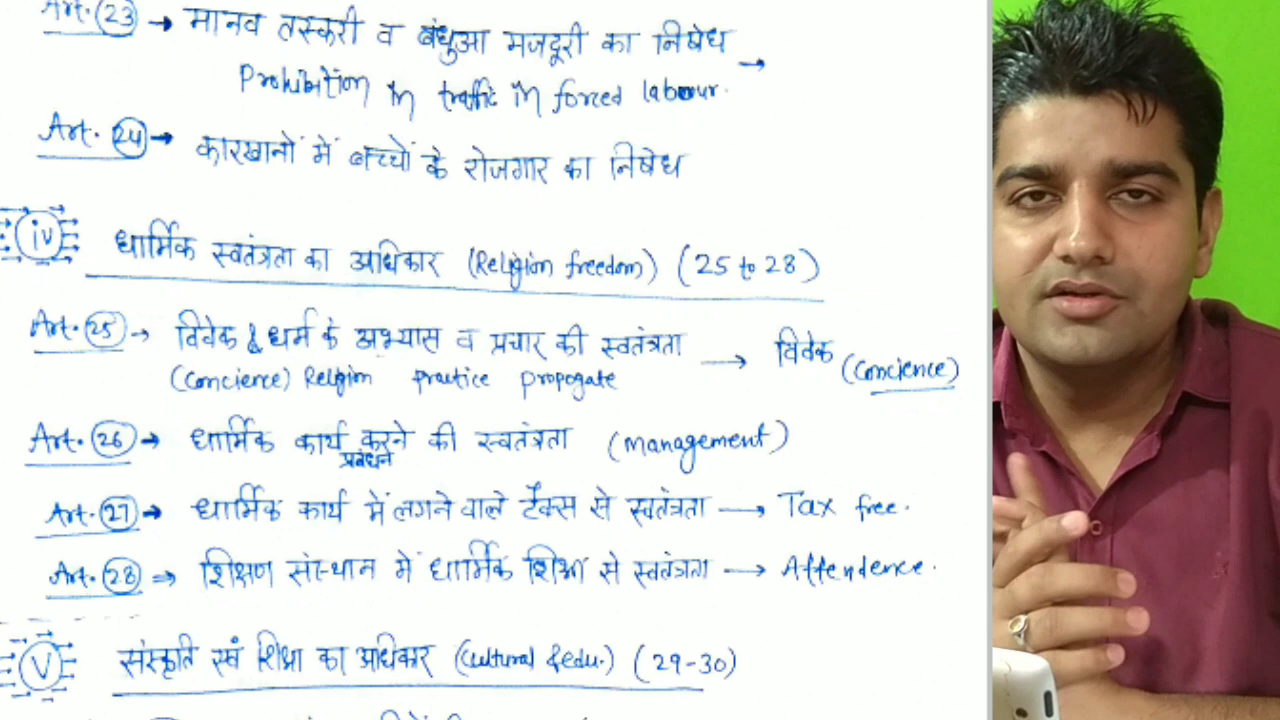 Art. (23) → मानव तस्करी व बंधुआ मजदूरी का निषेध →
Prohibition in traffic in forced labour.
Art. (24) → कारखानों में बच्चों के रोजगार का निषेध
(iv) धार्मिक स्वतंत्रता का अधिकार (Religion freedom) (25 to 28)
Art. (25) → विवेक & धर्म के अभ्यास व प्रचार की स्वतंत्रता → विवेक (Concience)
(Concience) Religion practice propogate
Art. (26) → धार्मिक कार्य करने की स्वतंत्रता (management)
प्रबंधन
Art. (27) → धार्मिक कार्य में लगने वाले टैक्स से स्वतंत्रता → Tax free.
Art. (28) ⇒ शिक्षण संस्थान में धार्मिक शिक्षा से स्वतंत्रता → Attendence.
(V) संस्कृति एवं शिक्षा का अधिकार (Cultural & edu.) (29-30)